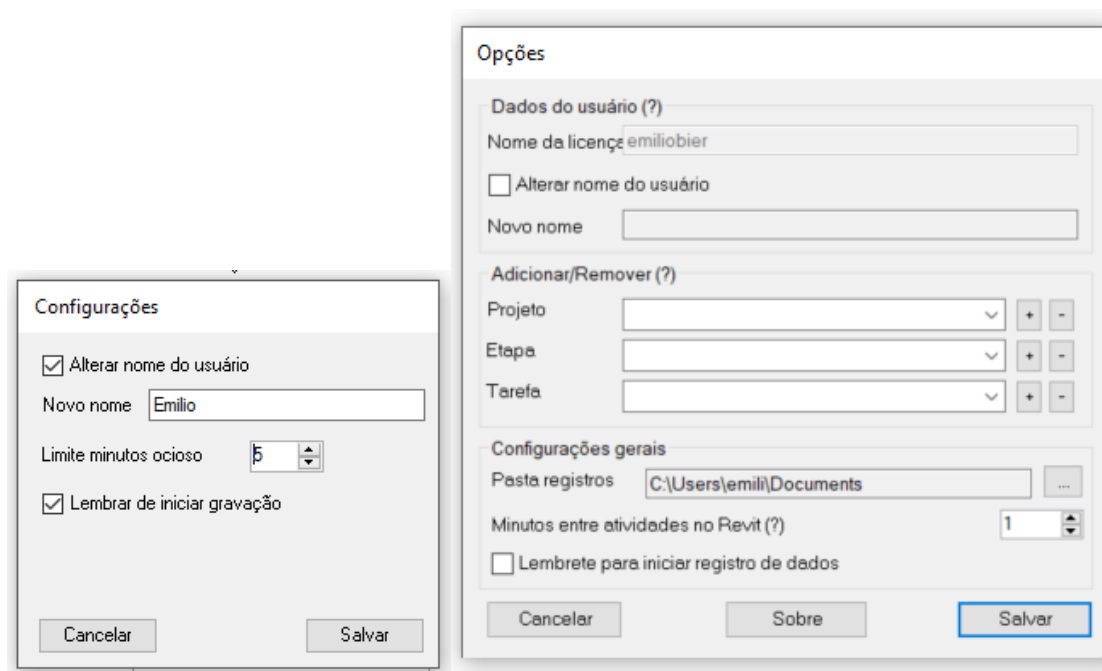 Configurações
Alterar nome do usuário
Novo nome Emilio
Limite minutos ocioso 5
Lembrar de iniciar gravação
Cancelar Salvar
Opções
Dados do usuário (?)
Nome da licença emiliobier
Alterar nome do usuário
Novo nome
Adicionar/Remover (?)
Projeto + -
Etapa + -
Tarefa + -
Configurações gerais
Pasta registros C:\Users\emili\Documents ...
Minutos entre atividades no Revit (?) 1
Lembrete para iniciar registro de dados
Cancelar Sobre Salvar